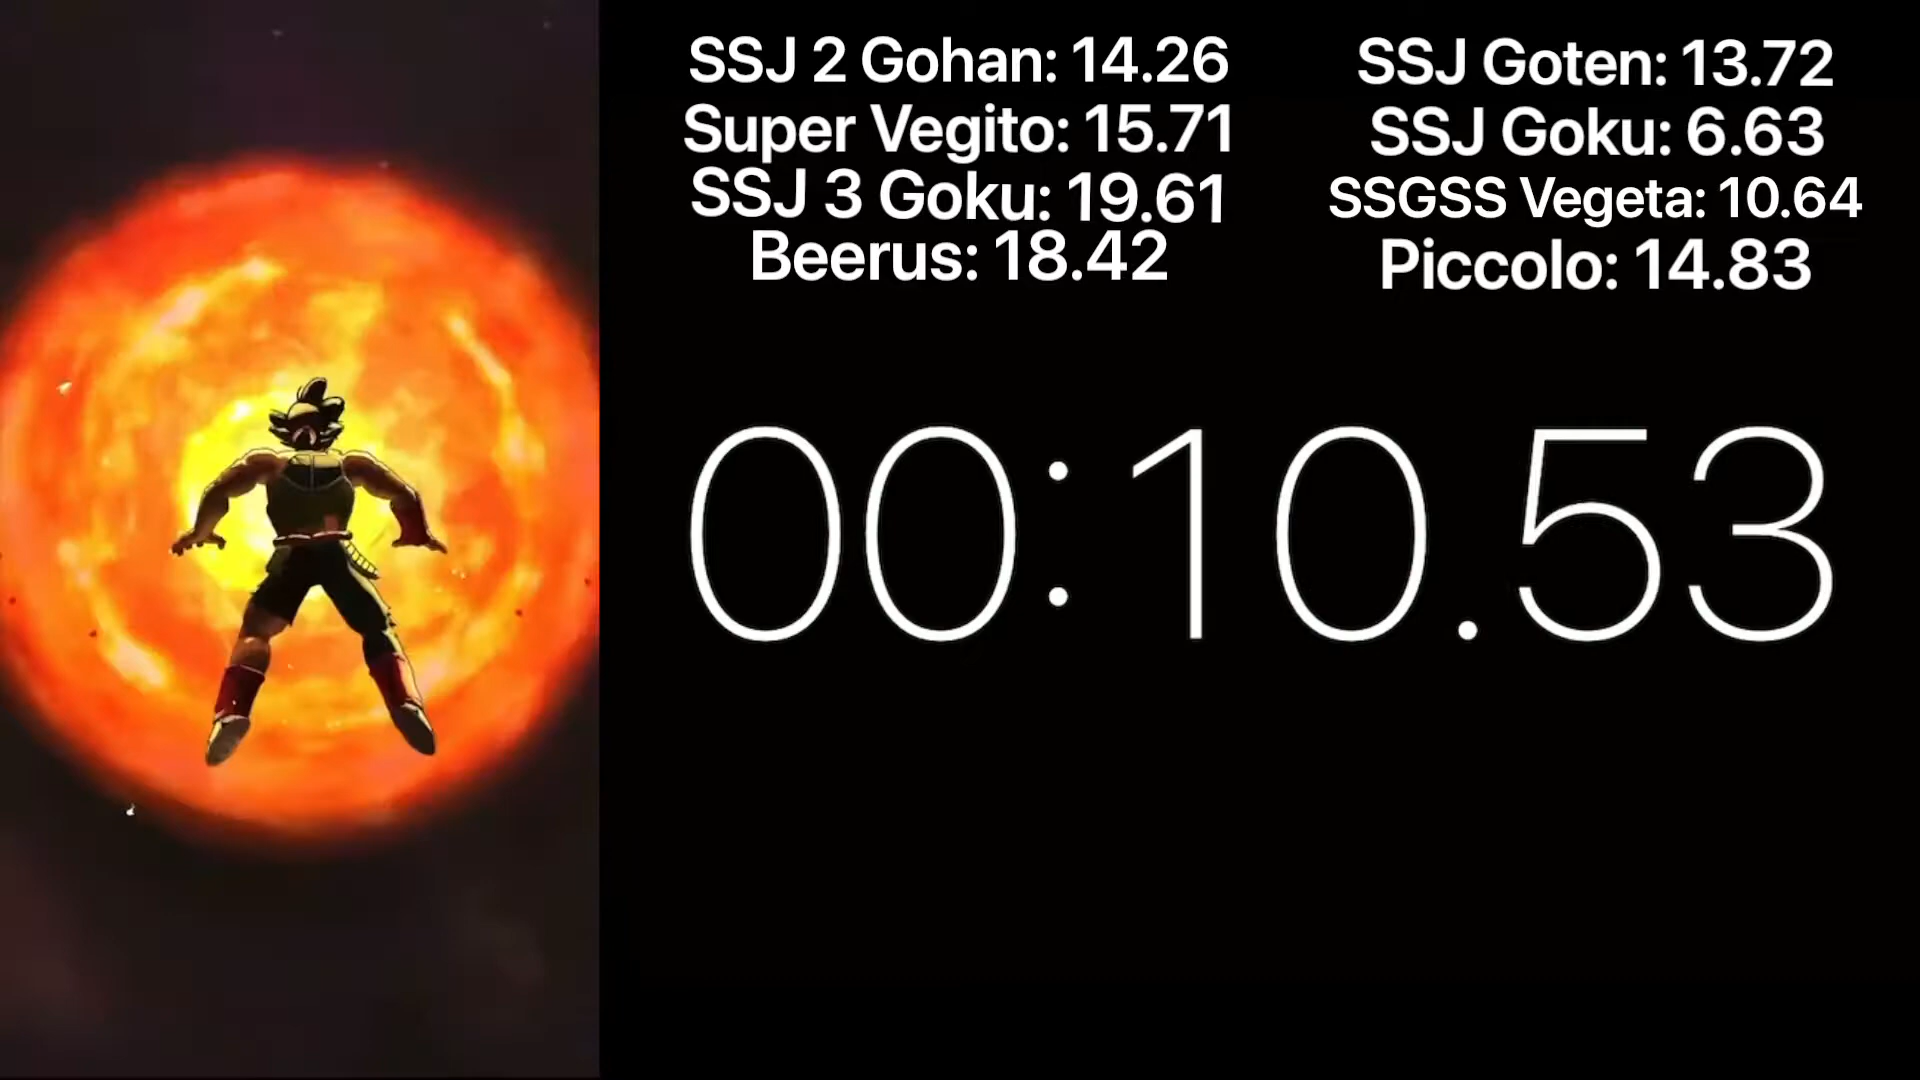 SSJ 2 Gohan: 14.26
Super Vegito: 15.71
SSJ 3 Goku: 19.61
Beerus: 18.42
SSJ Goten: 13.72
SSJ Goku: 6.63
SSGSS Vegeta: 10.64
Piccolo: 14.83
00:10.53